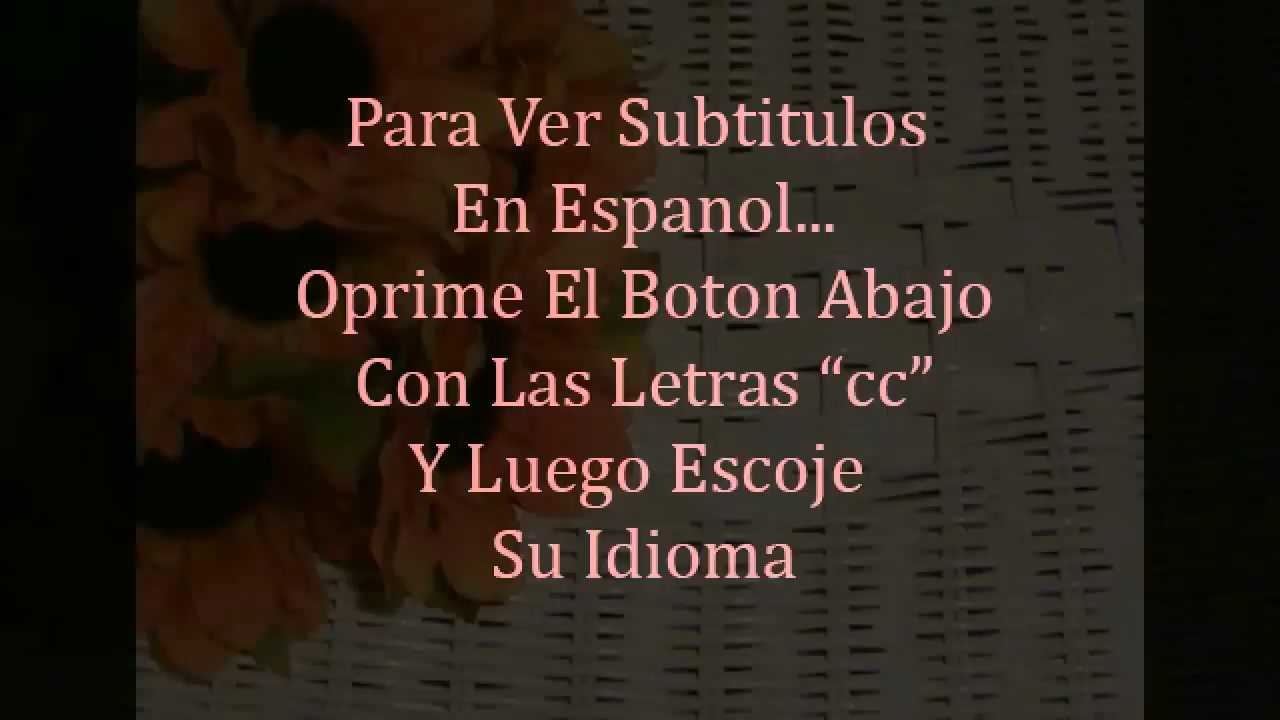 Para Ver Subtitulos
En Espanol...
Oprime El Boton Abajo
Con Las Letras “cc”
Y Luego Escoje
Su Idioma